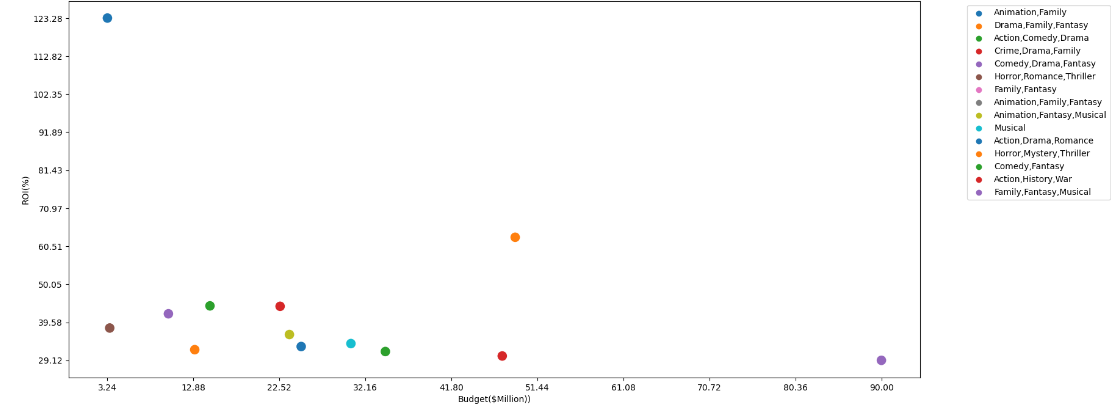 123.28
112.82
102.35
91.89
81.43
70.97
60.51
50.05
39.58
29.12
ROI(%)
3.24 12.88 22.52 32.16 41.80 51.44 61.08 70.72 80.36 90.00
Budget($Million))
Animation,Family
Drama,Family,Fantasy
Action,Comedy,Drama
Crime,Drama,Family
Comedy,Drama,Fantasy
Horror,Romance,Thriller
Family,Fantasy
Animation,Family,Fantasy
Animation,Fantasy,Musical
Musical
Action,Drama,Romance
Horror,Mystery,Thriller
Comedy,Fantasy
Action,History,War
Family,Fantasy,Musical